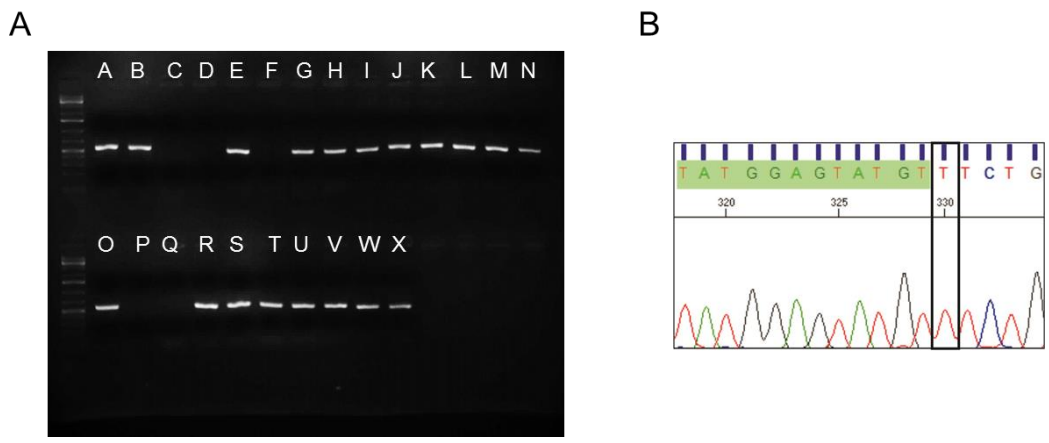 A
A B C D E F G H I J K L M N
O P Q R S T U V W X
B
T A T G G A G T A T G T T T C T G
320 325 330